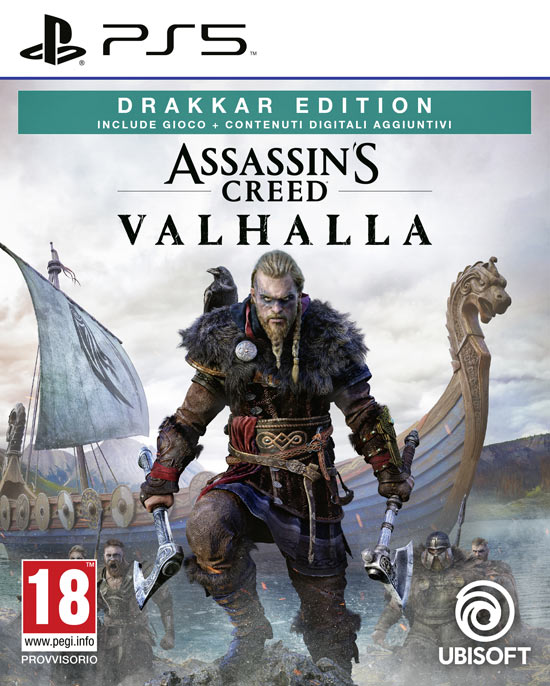 PS5
DRAKKAR EDITION
INCLUDE GIOCO + CONTENUTI DIGITALI AGGIUNTIVI
ASSASSIN'S
CREED
VALHALLA
18
www.pegi.info
PROVVISORIO
UBISOFT